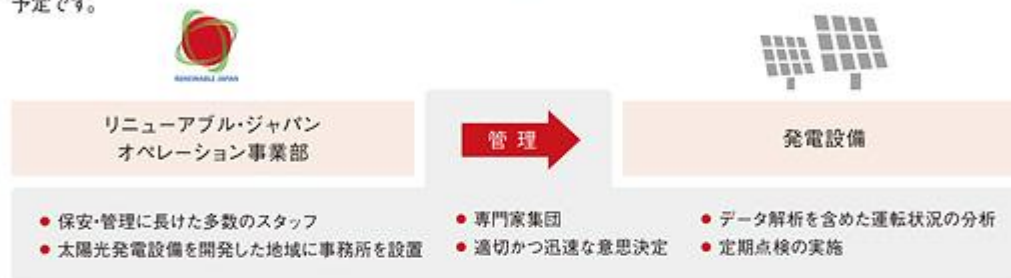 予定です。
RENEWABLE JAPAN
リニューアブル・ジャパン
オペレーション事業部
管理
発電設備
● 保安・管理に長けた多数のスタッフ
● 太陽光発電設備を開発した地域に事務所を設置
● 専門家集団
● 適切かつ迅速な意思決定
● データ解析を含めた運転状況の分析
● 定期点検の実施